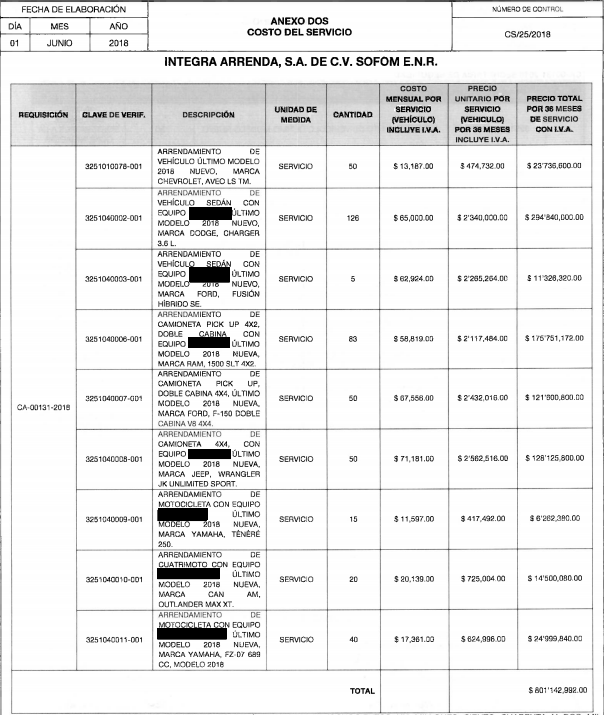 FECHA DE ELABORACIÓN
DÍA MES AÑO
01 JUNIO 2018
ANEXO DOS
COSTO DEL SERVICIO
NÚMERO DE CONTROL
CS/25/2018
INTEGRA ARRENDA, S.A. DE C.V. SOFOM E.N.R.
REQUISICIÓN
CLAVE DE VERIF.
DESCRIPCIÓN
UNIDAD DE
MEDIDA
CANTIDAD
COSTO
MENSUAL POR
SERVICIO
(VEHÍCULO)
INCLUYE I.V.A.
PRECIO
UNITARIO POR
SERVICIO
(VEHICULO)
POR 36 MESES
INCLUYE I.V.A.
PRECIO TOTAL
POR 36 MESES
DE SERVICIO
CON I.V.A.
CA-00131-2018
3251010078-001
ARRENDAMIENTO DE
VEHÍCULO ÚLTIMO MODELO
2018 NUEVO, MARCA
CHEVROLET, AVEO LS TM.
SERVICIO
50
$ 13,187.00
$ 474,732.00
$ 23'736,600.00
3251040002-001
ARRENDAMIENTO DE
VEHÍCULO SEDÁN CON
EQUIPO ÚLTIMO
MODELO 2018 NUEVO,
MARCA DODGE, CHARGER
3.6 L.
SERVICIO
126
$ 65,000.00
$ 2'340,000.00
$ 294'840,000.00
3251040003-001
ARRENDAMIENTO DE
VEHÍCULO SEDÁN CON
EQUIPO ÚLTIMO
MODELO 2018 NUEVO,
MARCA FORD, FUSIÓN
HÍBRIDO SE.
SERVICIO
5
$ 62,924.00
$ 2'265,264.00
$ 11'326,320.00
3251040006-001
ARRENDAMIENTO DE
CAMIONETA PICK UP 4X2,
DOBLE CABINA CON
EQUIPO ÚLTIMO
MODELO 2018 NUEVA,
MARCA RAM, 1500 SLT 4X2.
SERVICIO
83
$ 58,819.00
$ 2'117,484.00
$ 175'751,172.00
3251040007-001
ARRENDAMIENTO DE
CAMIONETA PICK UP,
DOBLE CABINA 4X4, ÚLTIMO
MODELO 2018 NUEVA,
MARCA FORD, F-150 DOBLE
CABINA V8 4X4.
SERVICIO
50
$ 67,556.00
$ 2'432,016.00
$ 121'600,800.00
3251040008-001
ARRENDAMIENTO DE
CAMIONETA 4X4, CON
EQUIPO ÚLTIMO
MODELO 2018 NUEVA,
MARCA JEEP, WRANGLER
JK UNLIMITED SPORT.
SERVICIO
50
$ 71,181.00
$ 2'562,516.00
$ 128'125,800.00
3251040009-001
ARRENDAMIENTO DE
MOTOCICLETA CON EQUIPO
ÚLTIMO
MODELO 2018 NUEVA,
MARCA YAMAHA, TÉNÉRÉ
250.
SERVICIO
15
$ 11,597.00
$ 417,492.00
$ 6'262,380.00
3251040010-001
ARRENDAMIENTO DE
CUATRIMOTO CON EQUIPO
ÚLTIMO
MODELO 2018 NUEVA,
MARCA CAN AM,
OUTLANDER MAX XT.
SERVICIO
20
$ 20,139.00
$ 725,004.00
$ 14'500,080.00
3251040011-001
ARRENDAMIENTO DE
MOTOCICLETA CON EQUIPO
ÚLTIMO
MODELO 2018 NUEVA,
MARCA YAMAHA, FZ-07 689
CC, MODELO 2018
SERVICIO
40
$ 17,361.00
$ 624,996.00
$ 24'999,840.00
TOTAL
$ 801'142,992.00